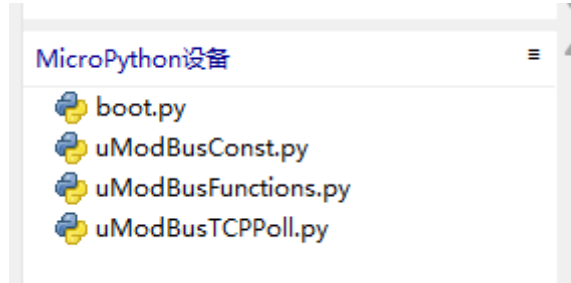 MicroPython设备
boot.py
uModBusConst.py
uModBusFunctions.py
uModBusTCPPoll.py